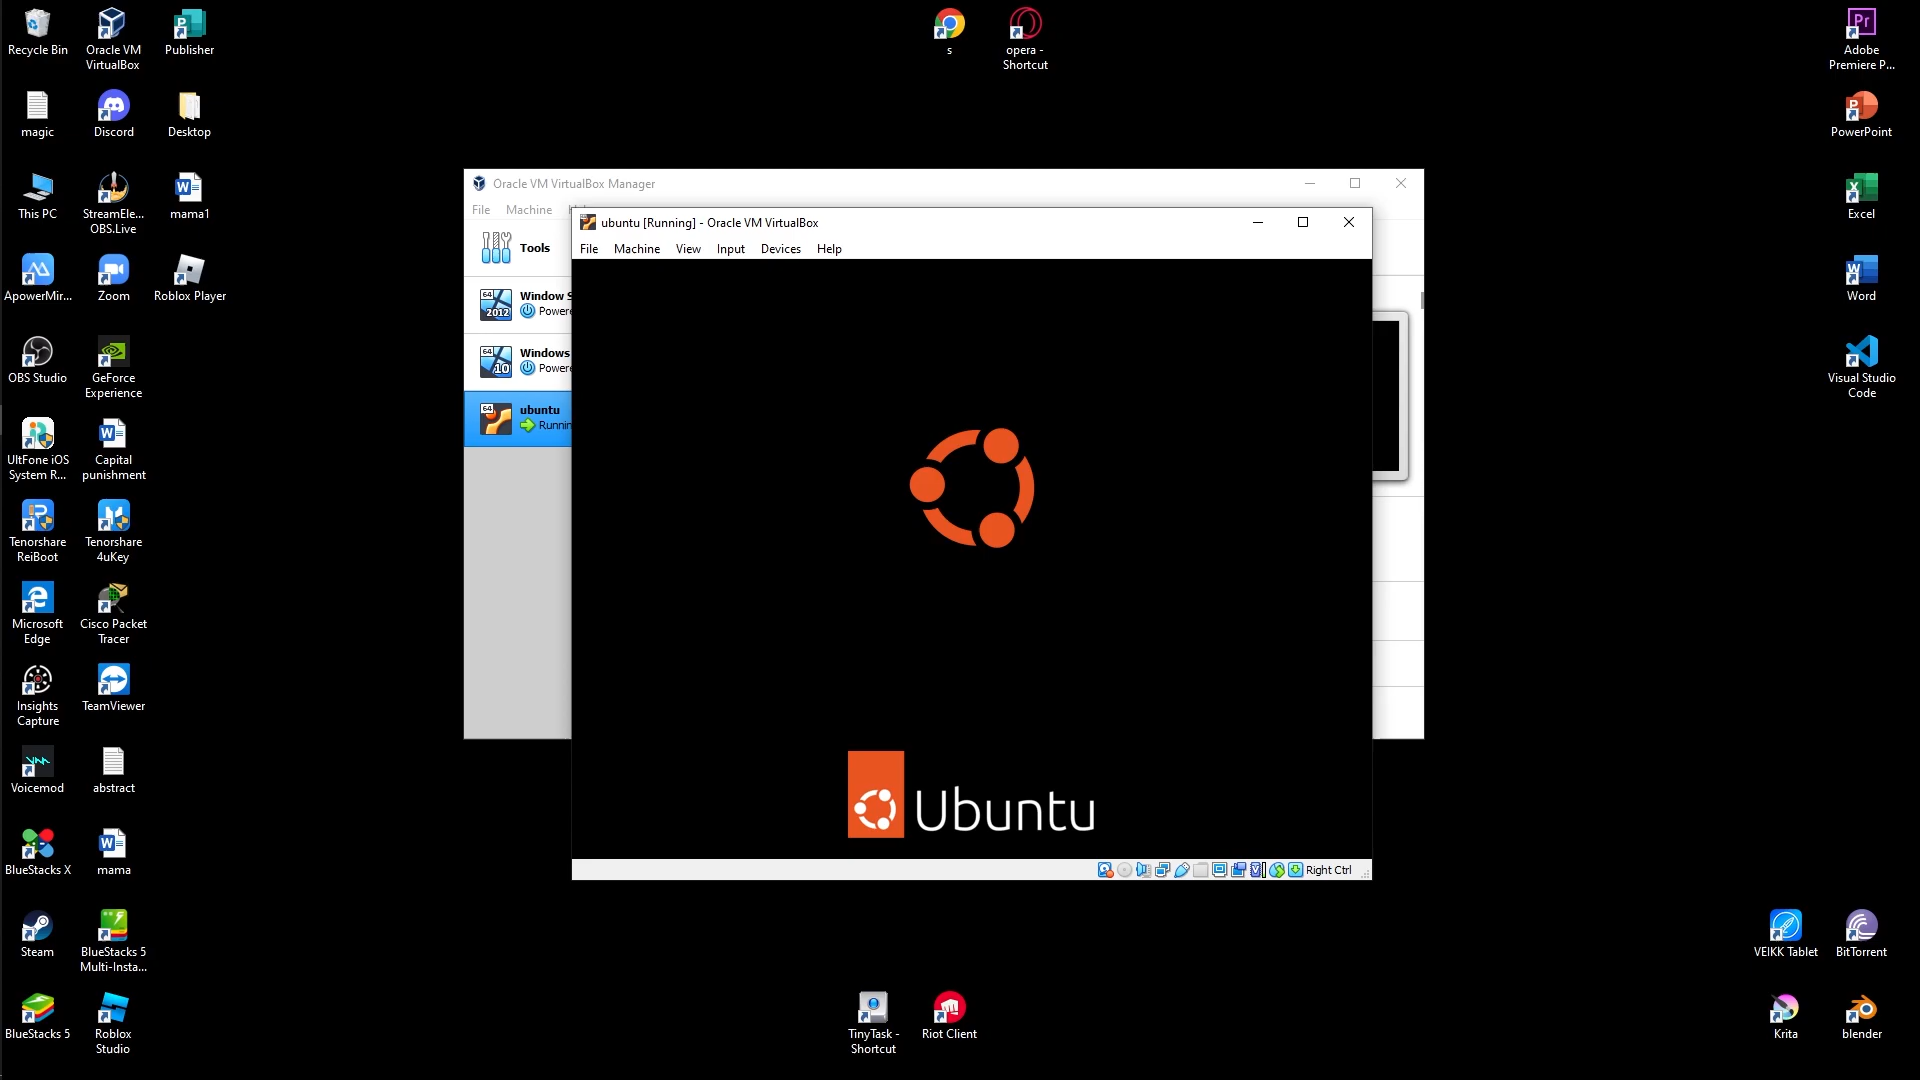 Recycle Bin
Oracle VM
VirtualBox
Publisher
s
opera -
Shortcut
Adobe
Premiere P...
magic
Discord
Desktop
PowerPoint
This PC
StreamEle...
OBS.Live
mama1
Excel
ApowerMir...
Zoom
Roblox Player
Word
OBS Studio
GeForce
Experience
Visual Studio
Code
UltFone iOS
System R...
Capital
punishment
Tenorshare
ReiBoot
Tenorshare
4uKey
Microsoft
Edge
Cisco Packet
Tracer
Insights
Capture
TeamViewer
Voicemod
abstract
BlueStacks X
mama
Steam
BlueStacks 5
Multi-Insta...
BlueStacks 5
Roblox
Studio
Oracle VM VirtualBox Manager
File Machine
Tools
64
2012
Window S
Powere
64
10
Windows
Powere
64
ubuntu
Runnin
ubuntu [Running] - Oracle VM VirtualBox
File Machine View Input Devices Help
Ubuntu
Right Ctrl
TinyTask -
Shortcut
Riot Client
VEIKK Tablet
BitTorrent
Krita
blender